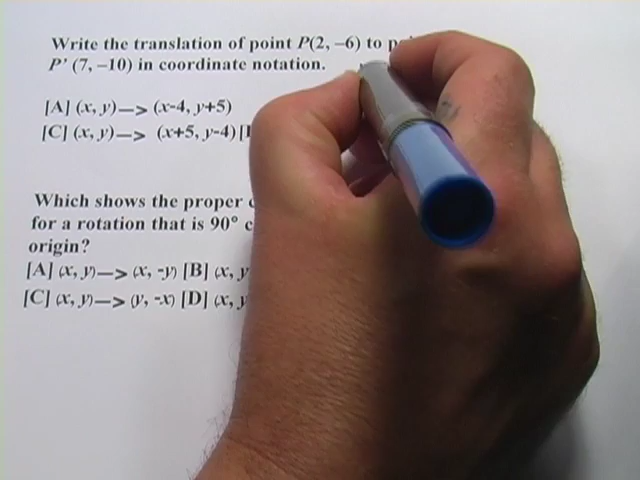 Write the translation of point P(2, –6) to
P' (7, –10) in coordinate notation.
[A] (x, y)—> (x-4, y+5)
[C] (x, y)—> (x+5, y-4)
Which shows the proper
for a rotation that is 90°
origin?
[A] (x, y)—> (x, -y) [B] (x, y
[C] (x, y)—> (y, -x) [D] (x, y